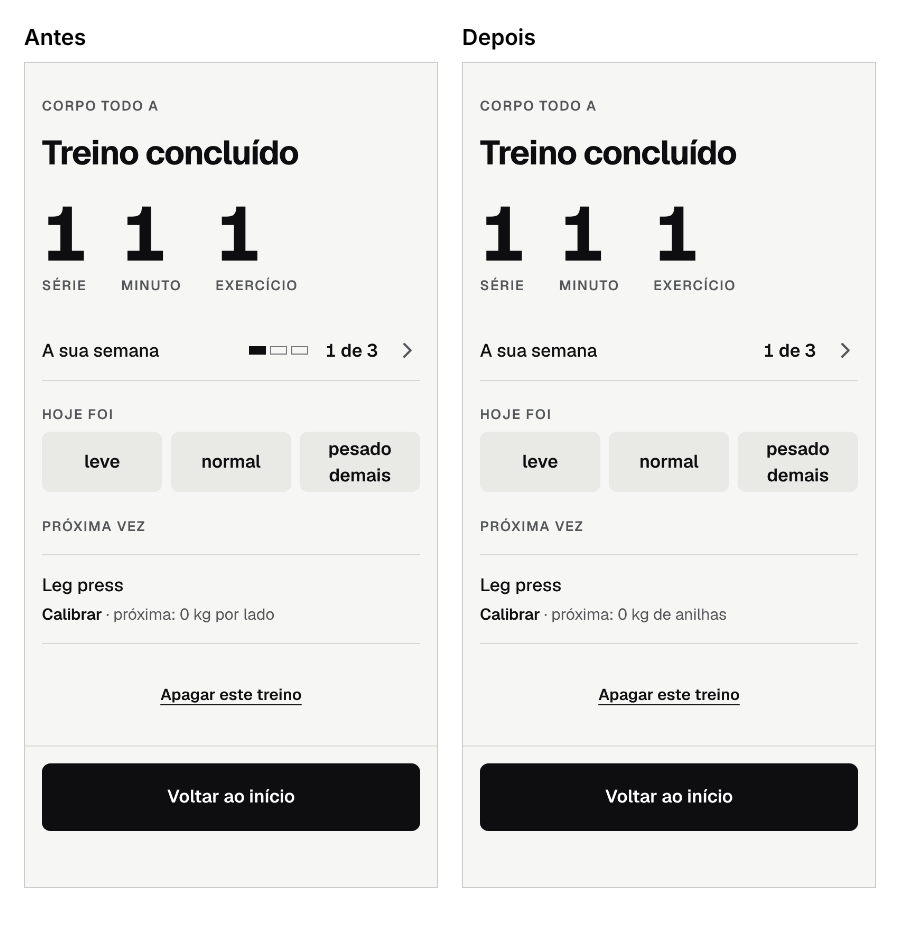 Antes
CORPO TODO A
Treino concluído
1 1 1
SÉRIE MINUTO EXERCÍCIO
A sua semana 1 de 3
HOJE FOI
leve normal pesado demais
PRÓXIMA VEZ
Leg press
Calibrar · próxima: 0 kg por lado
Apagar este treino
Voltar ao início
Depois
CORPO TODO A
Treino concluído
1 1 1
SÉRIE MINUTO EXERCÍCIO
A sua semana 1 de 3
HOJE FOI
leve normal pesado demais
PRÓXIMA VEZ
Leg press
Calibrar · próxima: 0 kg de anilhas
Apagar este treino
Voltar ao início